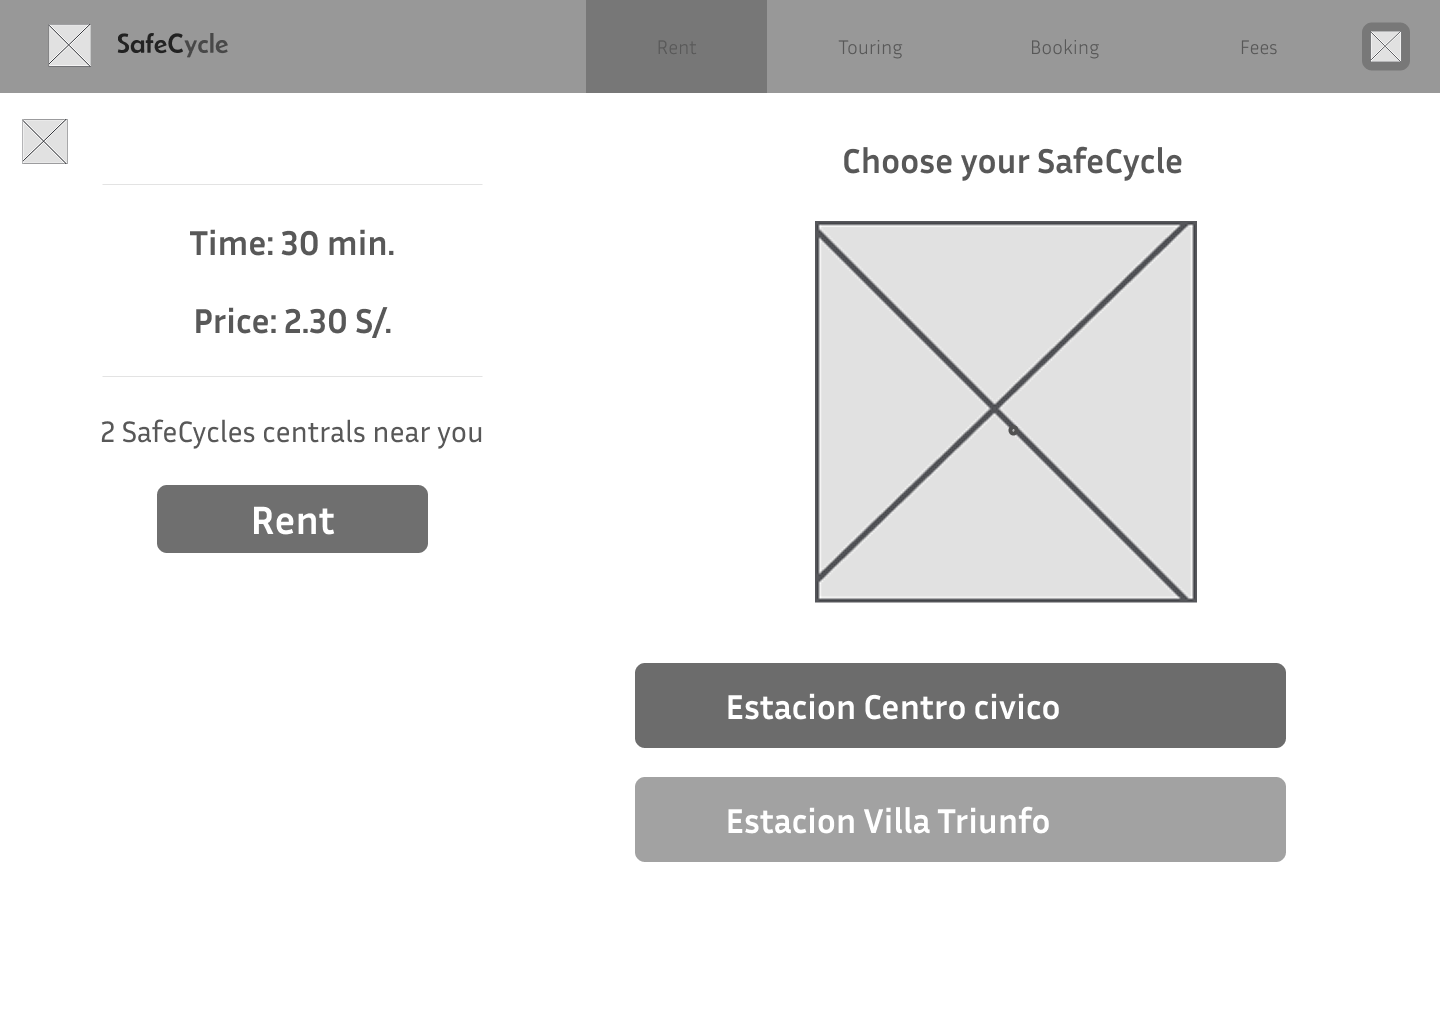 SafeCycle
Rent
Touring
Booking
Fees
Time: 30 min.
Price: 2.30 S/.
2 SafeCycles centrals near you
Rent
Choose your SafeCycle
Estacion Centro civico
Estacion Villa Triunfo